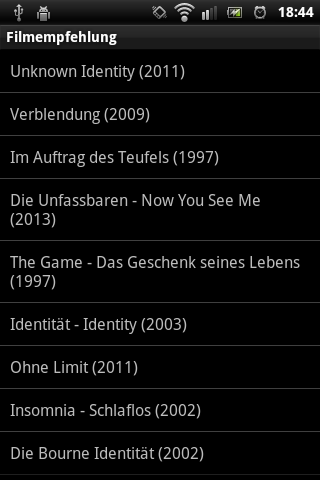 18:44
Filmempfehlung
Unknown Identity (2011)
Verblendung (2009)
Im Auftrag des Teufels (1997)
Die Unfassbaren - Now You See Me
(2013)
The Game - Das Geschenk seines Lebens
(1997)
Identität - Identity (2003)
Ohne Limit (2011)
Insomnia - Schlaflos (2002)
Die Bourne Identität (2002)